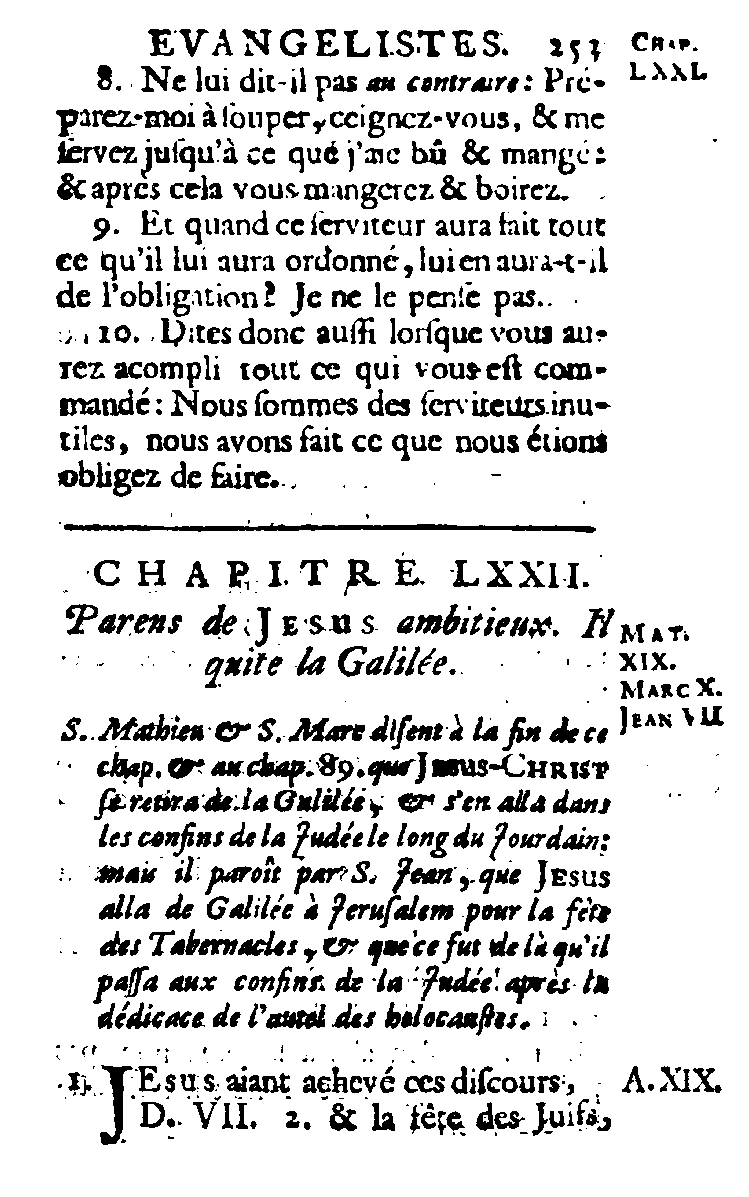 EVANGELISTES. 253
CHAP.
LXXI.
8. Ne lui dit-il pas au contraire: Pré-
parez-moi à ſouper, ceignez-vous, & me
ſervez juſqu'à ce que j'aie bû & mangé:
& aprés cela vous mangerez & boirez.
9. Et quand ce ſerviteur aura fait tout
ce qu'il lui aura ordonné, lui en aura-t-il
de l'obligation? Je ne le penſe pas.
10. Dites donc auſſi lorſque vous au-
rez acompli tout ce qui vous eſt com-
mandé: Nous ſommes des ſerviteurs inu-
tiles, nous avons fait ce que nous étions
obligez de faire.
CHAPITRE LXXII.
Parens de JESUS ambitieux. Il
quite la Galilée.
MAT.
XIX.
MARC X.
JEAN VII
S. Mathieu & S. Marc diſent à la fin de ce
chap. & au chap. 89. que JESUS-CHRIST
ſe retira de la Galilée, & s'en alla dans
les confins de la Judée le long du Jourdain:
mais il paroît par S. Jean, que JESUS
alla de Galilée à Jeruſalem pour la fête
des Tabernacles, & que ce fut de là qu'il
paſſa aux confins de la Judée après la
dédicace de l'autel des holocauſtes.
1. JEsus aiant achevé ces diſcours, A. XIX.
D. VII. 2. & la fête des Juifs,